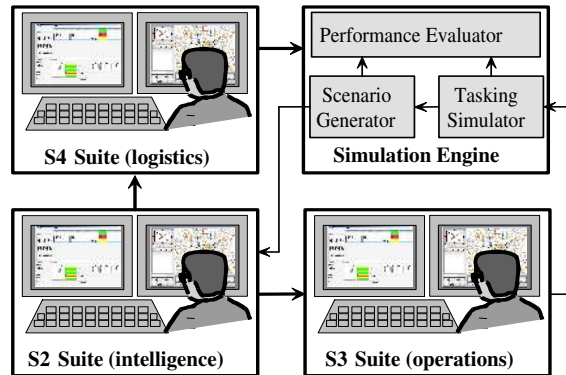 Performance Evaluator
Scenario
Generator
Tasking
Simulator
S4 Suite (logistics)
Simulation Engine
S2 Suite (intelligence)
S3 Suite (operations)